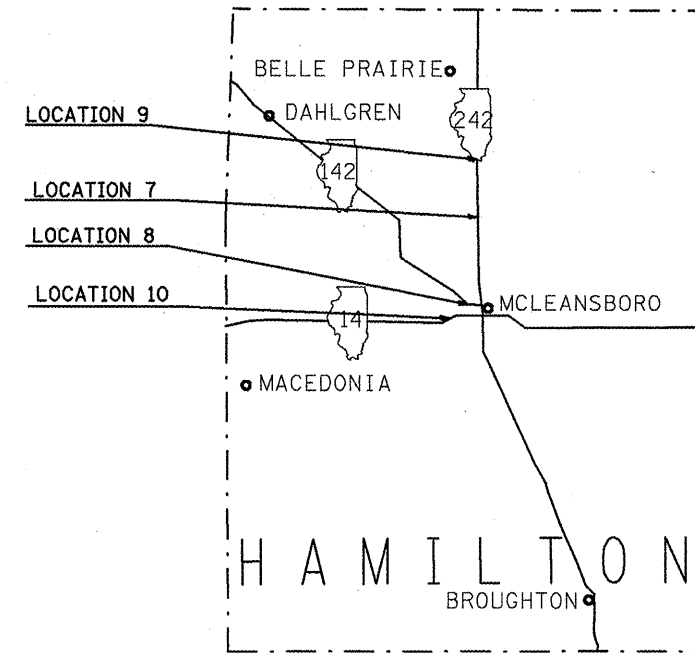 BELLE PRAIRIE
LOCATION 9
DAHLGREN
242
142
LOCATION 7
LOCATION 8
LOCATION 10
MCLEANSBORO
14
MACEDONIA
HAMILTON
BROUGHTON